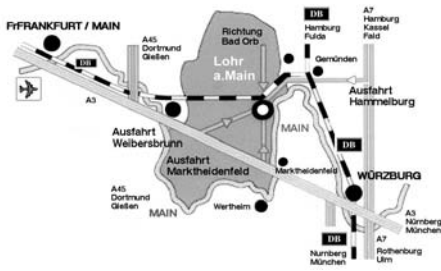 FrFRANKFURT / MAIN
A45
Dortmund
Gießen
Richtung
Bad Orb
DB
Hamburg
Fulda
A7
Hamburg
Kassel
Fald
DB
Lohr
a.Main
Gemünden
A3
Ausfahrt
Hammelburg
Ausfahrt
Weibersbrunn
MAIN
DB
Ausfahrt
Marktheidenfeld
Marktheidenfeld
WÜRZBURG
A45
Dortmund
Gießen
MAIN
Wertheim
A3
Nürnberg
München
DB
Nurnberg
München
A7
Rothenburg
Ulm